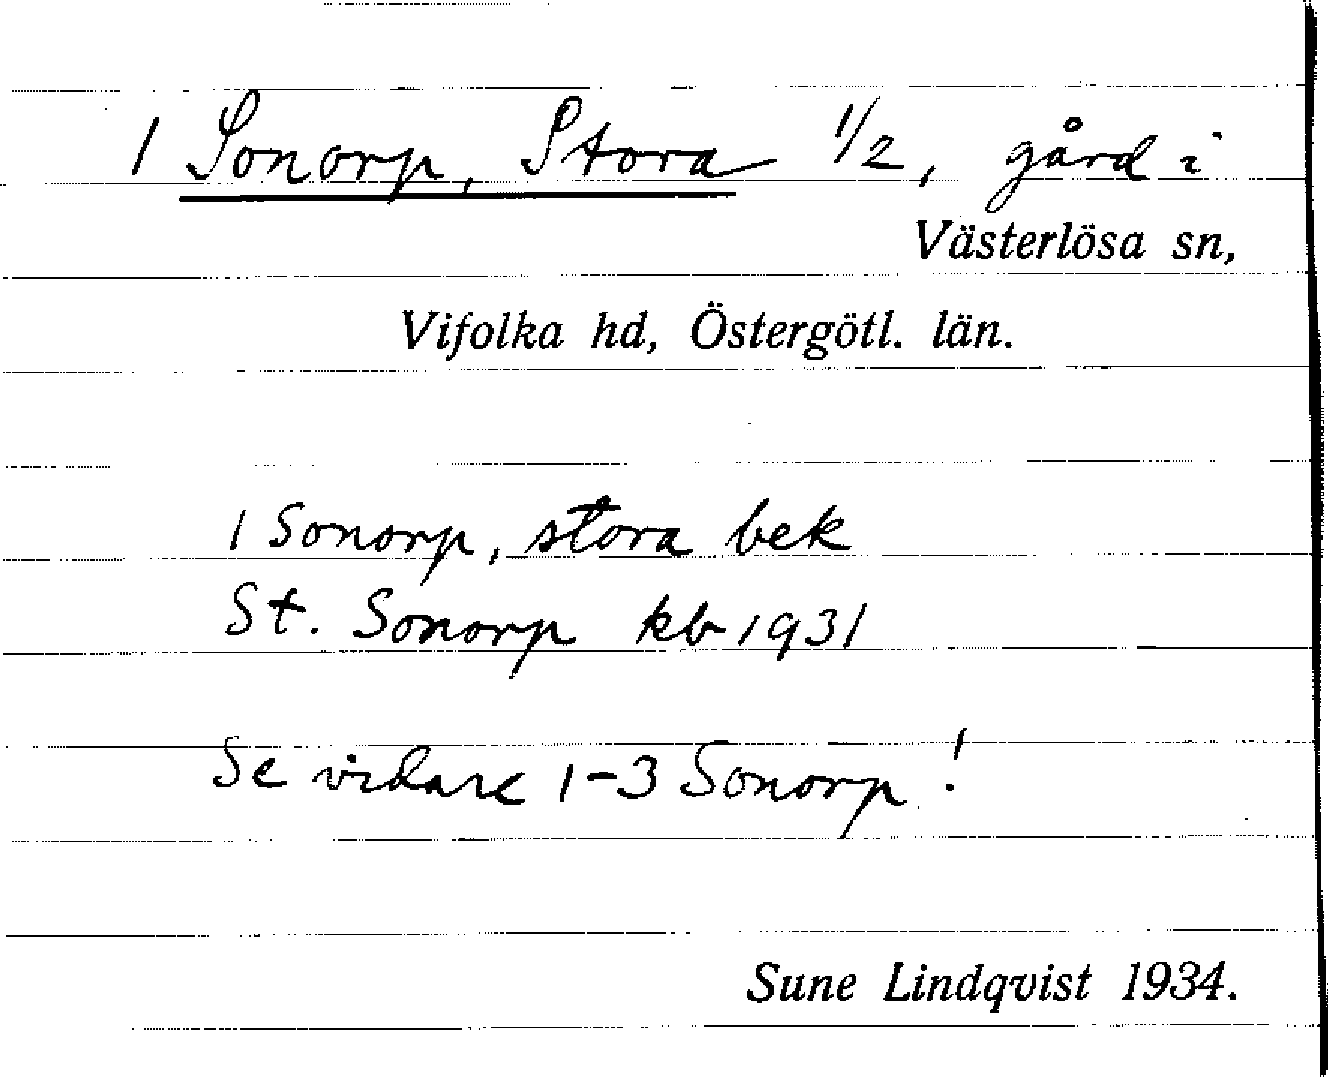 1 Sonorp, Stora 1/2, gård i
Västerlösa sn,
Vifolka hd, Östergötl. län.
1 Sonorp, stora bek
St. Sonorp kb 1931
Se vidare 1-3 Sonorp!
Sune Lindqvist 1934.